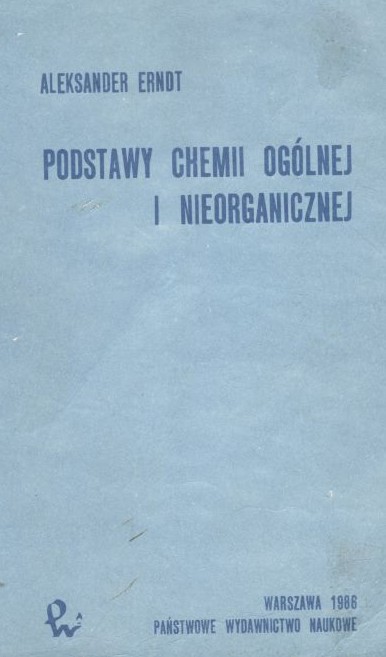 ALEKSANDER ERNDT
PODSTAWY CHEMII OGÓLNEJ
I NIEORGANICZNEJ
WARSZAWA 1986
PAŃSTWOWE WYDAWNICTWO NAUKOWE